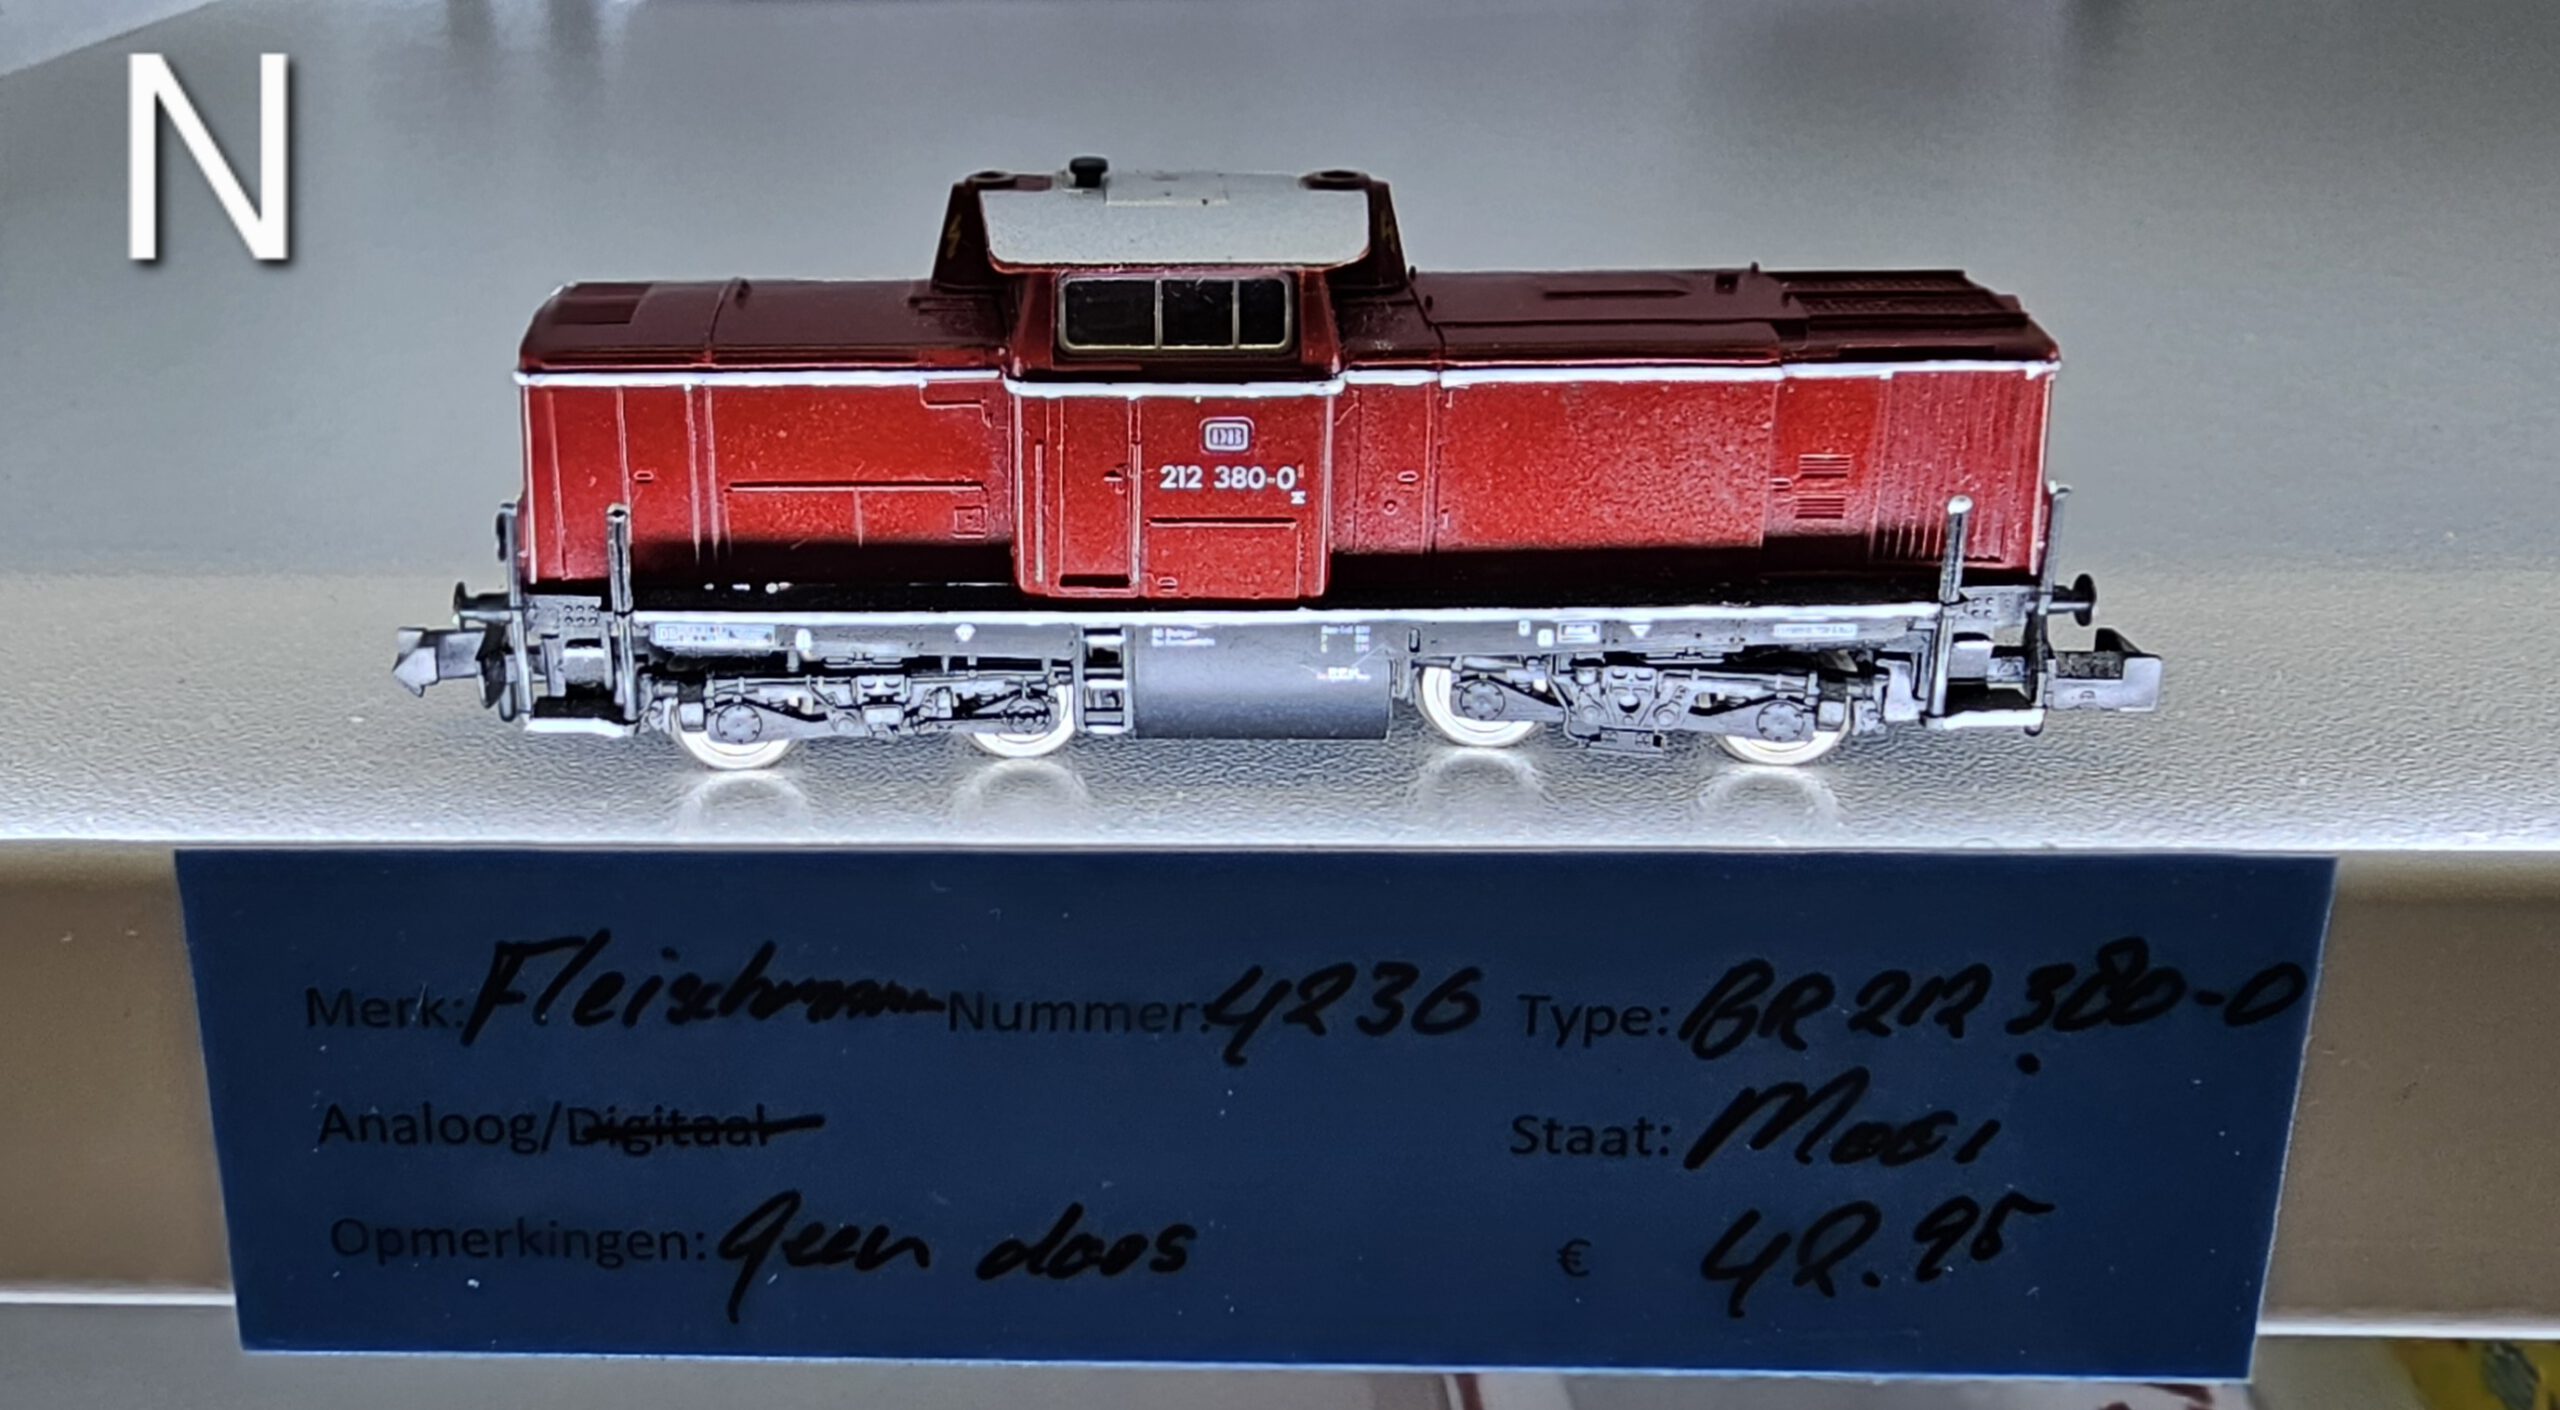 N
DB
212 380-0
Merk: Fleischmann Nummer: 4236 Type: BR 212 380-0
Analoog/Digitaal
Staat: Mooi
Opmerkingen: Geen doos
€ 42.95